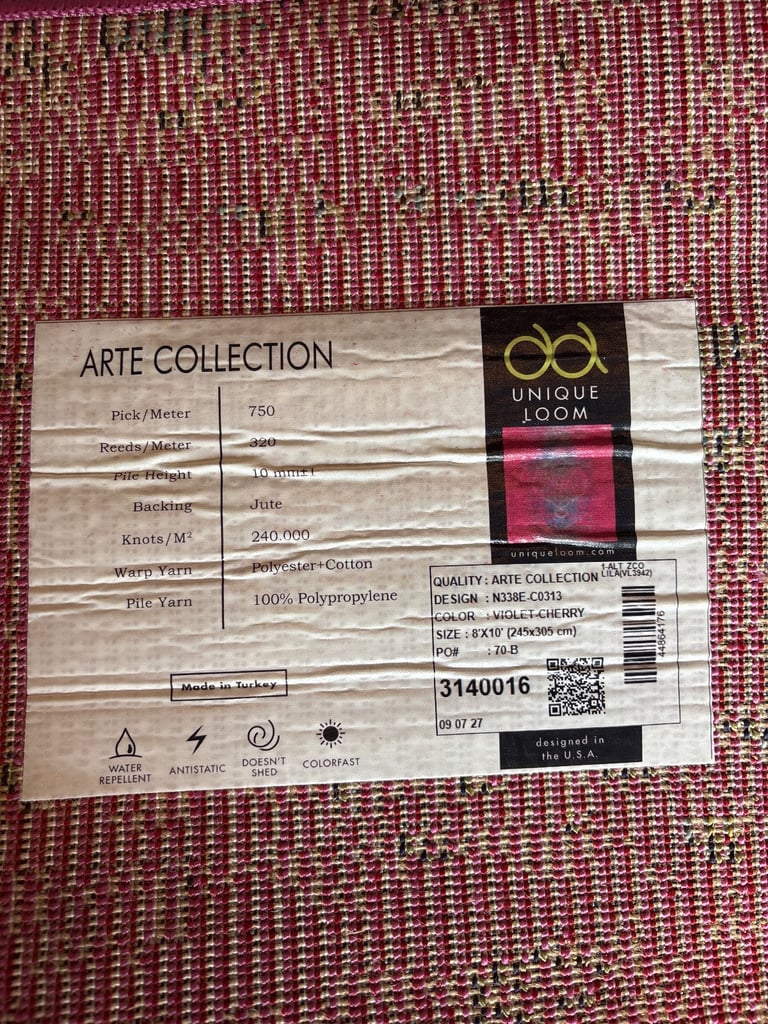 ARTE COLLECTION
Pick/Meter 750
Reeds/Meter 320
Pile Height 10 mm±1
Backing Jute
Knots/M² 240.000
Warp Yarn Polyester+Cotton
Pile Yarn 100% Polypropylene
Made in Turkey
WATER
REPELLENT
ANTISTATIC
DOESN'T
SHED
COLORFAST
UNIQUE
LOOM
uniqueloom.com
1-ALT ZCO
LILA(VL3942)
QUALITY : ARTE COLLECTION
DESIGN : N338E-C0313
COLOR : VIOLET-CHERRY
SIZE : 8'X10' (245x305 cm)
PO# : 70-B
3140016
09 07 27
44864176
designed in
the U.S.A.